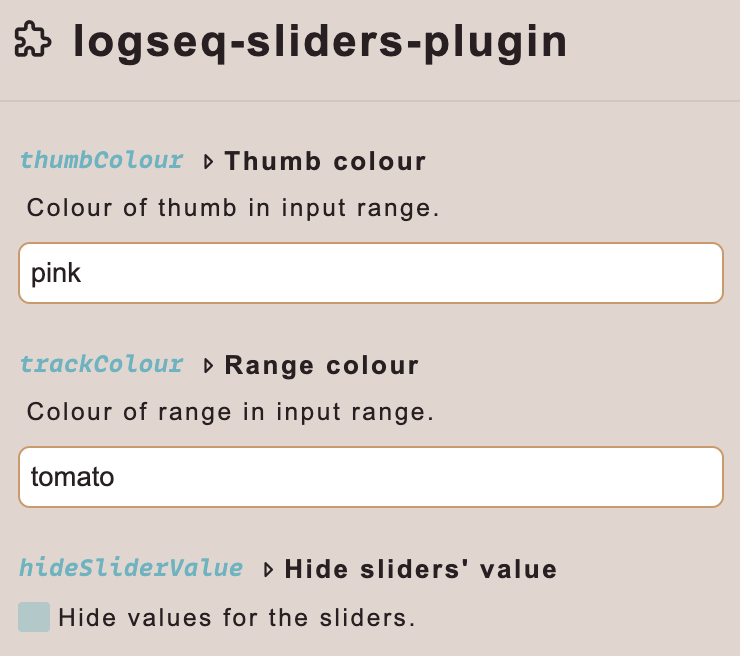 logseq-sliders-plugin
thumbColour ▹ Thumb colour
Colour of thumb in input range.
pink
trackColour ▹ Range colour
Colour of range in input range.
tomato
hideSliderValue ▹ Hide sliders' value
Hide values for the sliders.